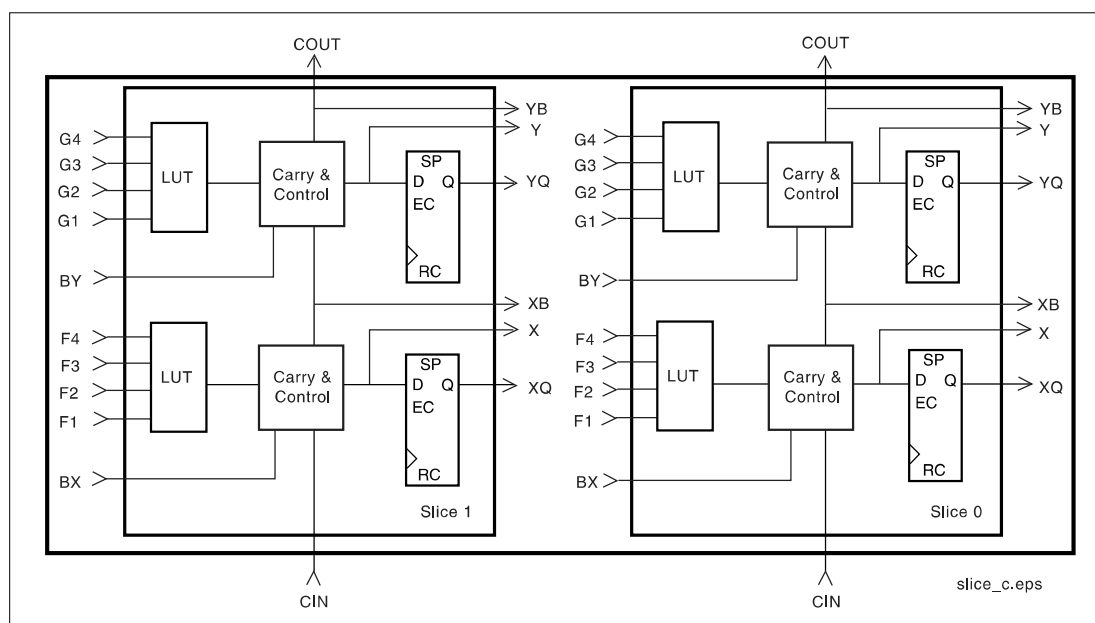 COUT
COUT
YB
Y
G4
G3
G2
G1
LUT
Carry &
Control
SP
D Q
EC
RC
YQ
BY
XB
X
F4
F3
F2
F1
LUT
Carry &
Control
SP
D Q
EC
RC
XQ
BX
Slice 1
CIN
YB
Y
G4
G3
G2
G1
LUT
Carry &
Control
SP
D Q
EC
RC
YQ
BY
XB
X
F4
F3
F2
F1
LUT
Carry &
Control
SP
D Q
EC
RC
XQ
BX
Slice 0
CIN
slice_c.eps